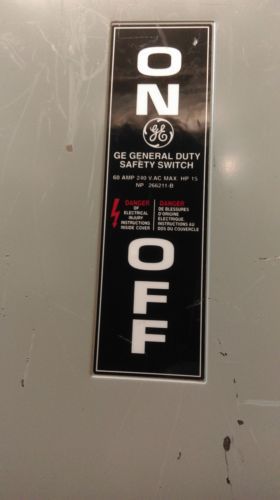 ON
GE
GE GENERAL DUTY
SAFETY SWITCH
60 AMP 240 V AC MAX HP 15
NP 266211-B
DANGER
OF
ELECTRICAL
INJURY
INSTRUCTIONS
INSIDE COVER
DANGER
DE BLESSURES
D'ORIGINE
ELECTRIQUE
INSTRUCTIONS AU
DOS DU COUVERCLE
OFF